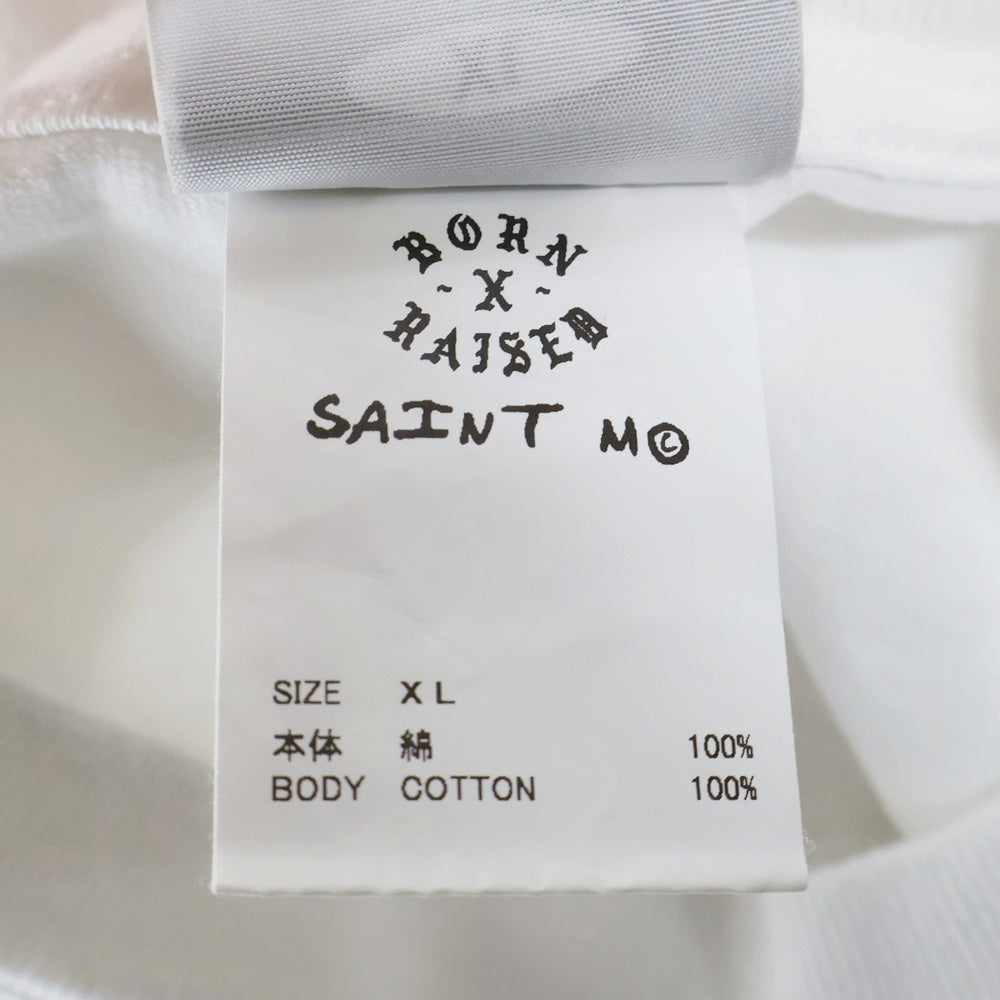 BORN
~ X ~
RAISED
SAINT M©
SIZE XL
本体 綿 100%
BODY COTTON 100%